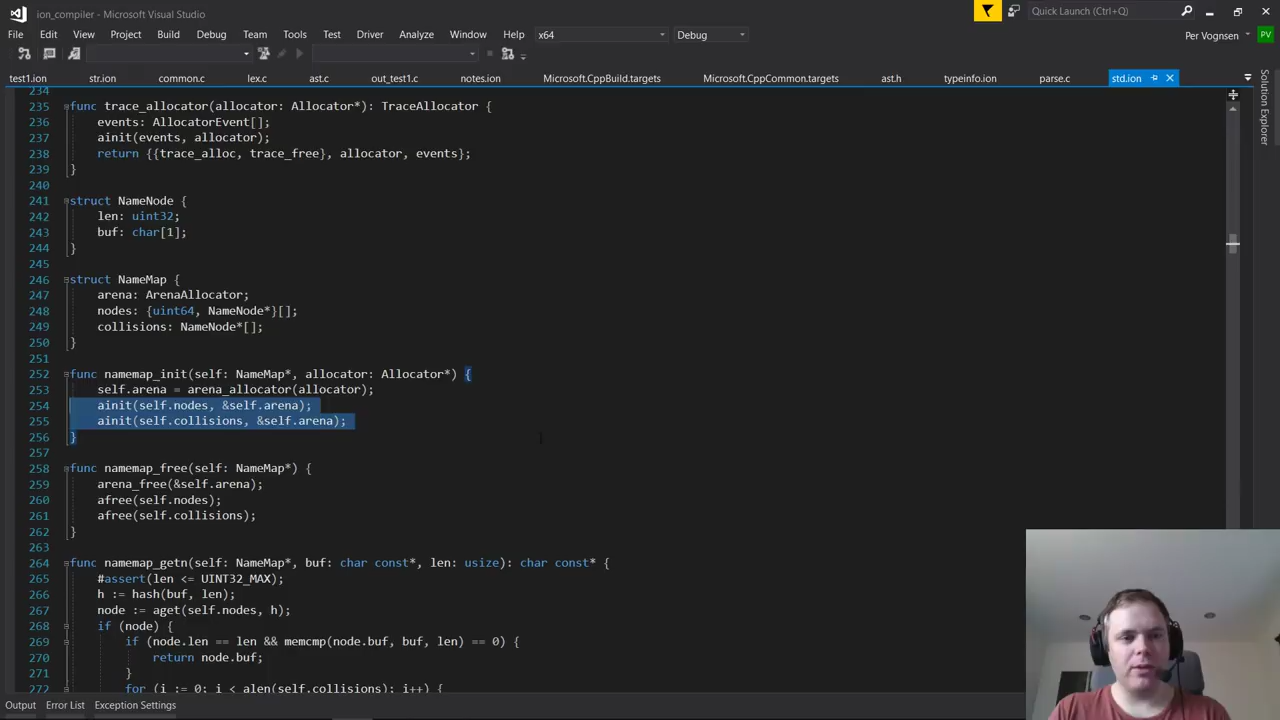 ion_compiler - Microsoft Visual Studio
Quick Launch (Ctrl+Q)
File Edit View Project Build Debug Team Tools Test Driver Analyze Window Help x64 Debug Per Vognsen PV
test1.ion str.ion common.c lex.c ast.c out_test1.c notes.ion Microsoft.CppBuild.targets Microsoft.CppCommon.targets ast.h typeinfo.ion parse.c std.ion
Solution Explorer
234
235 func trace_allocator(allocator: Allocator*): TraceAllocator {
236 events: AllocatorEvent[];
237 ainit(events, allocator);
238 return {{trace_alloc, trace_free}, allocator, events};
239 }
240
241 struct NameNode {
242 len: uint32;
243 buf: char[1];
244 }
245
246 struct NameMap {
247 arena: ArenaAllocator;
248 nodes: {uint64, NameNode*}[];
249 collisions: NameNode*[];
250 }
251
252 func namemap_init(self: NameMap*, allocator: Allocator*) {
253 self.arena = arena_allocator(allocator);
254 ainit(self.nodes, &self.arena);
255 ainit(self.collisions, &self.arena);
256 }
257
258 func namemap_free(self: NameMap*) {
259 arena_free(&self.arena);
260 afree(self.nodes);
261 afree(self.collisions);
262 }
263
264 func namemap_getn(self: NameMap*, buf: char const*, len: usize): char const* {
265 #assert(len <= UINT32_MAX);
266 h := hash(buf, len);
267 node := aget(self.nodes, h);
268 if (node) {
269 if (node.len == len && memcmp(node.buf, buf, len) == 0) {
270 return node.buf;
271 }
272 for (i := 0; i < alen(self.collisions); i++) {
Output Error List Exception Settings